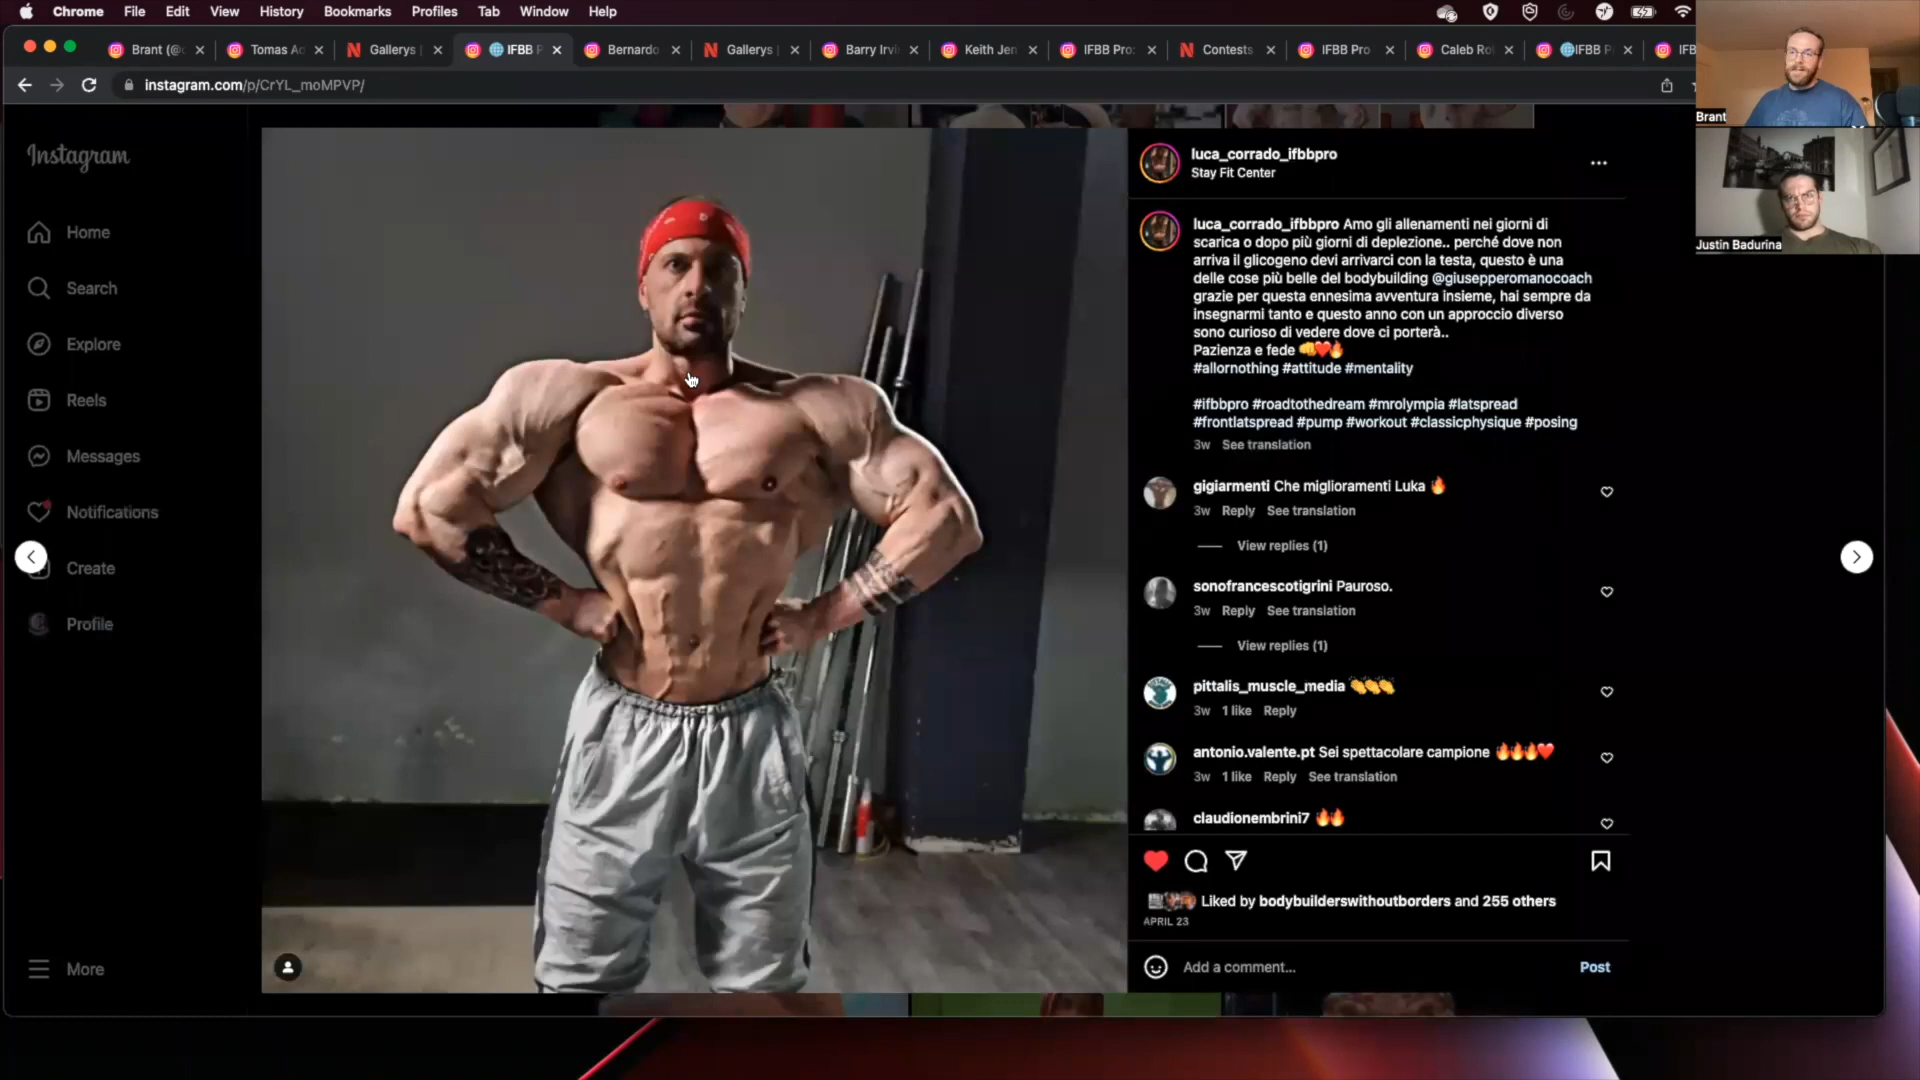 Chrome File Edit View History Bookmarks Profiles Tab Window Help
Brant (@ Tomas Ac Gallerys | IFBB P Bernardo Gallerys | Barry Irvi Keith Jen IFBB Pro Contests IFBB Pro Caleb Ro IFBB P IFB
instagram.com/p/CrYL_moMPVP/
Brant
Justin Badurina
Instagram
Home
Search
Explore
Reels
Messages
Notifications
Create
Profile
More
luca_corrado_ifbbpro
Stay Fit Center
luca_corrado_ifbbpro Amo gli allenamenti nei giorni di
scarica o dopo più giorni di deplezione.. perché dove non
arriva il glicogeno devi arrivarci con la testa, questo è una
delle cose più belle del bodybuilding @giusepperomanocoach
grazie per questa ennesima avventura insieme, hai sempre da
insegnarmi tanto e questo anno con un approccio diverso
sono curioso di vedere dove ci porterà..
Pazienza e fede 👊❤️🔥
#allornothing #attitude #mentality
#ifbbpro #roadtothedream #mrolympia #latspread
#frontlatspread #pump #workout #classicphysique #posing
3w See translation
gigiarmenti Che miglioramenti Luka 🔥
3w Reply See translation
View replies (1)
sonofrancescotigrini Pauroso.
3w Reply See translation
View replies (1)
pittalis_muscle_media 👏👏👏
3w 1 like Reply
antonio.valente.pt Sei spettacolare campione 🔥🔥🔥❤️
3w 1 like Reply See translation
claudionembrini7 🔥🔥
Liked by bodybuilderswithoutborders and 255 others
APRIL 23
Add a comment... Post